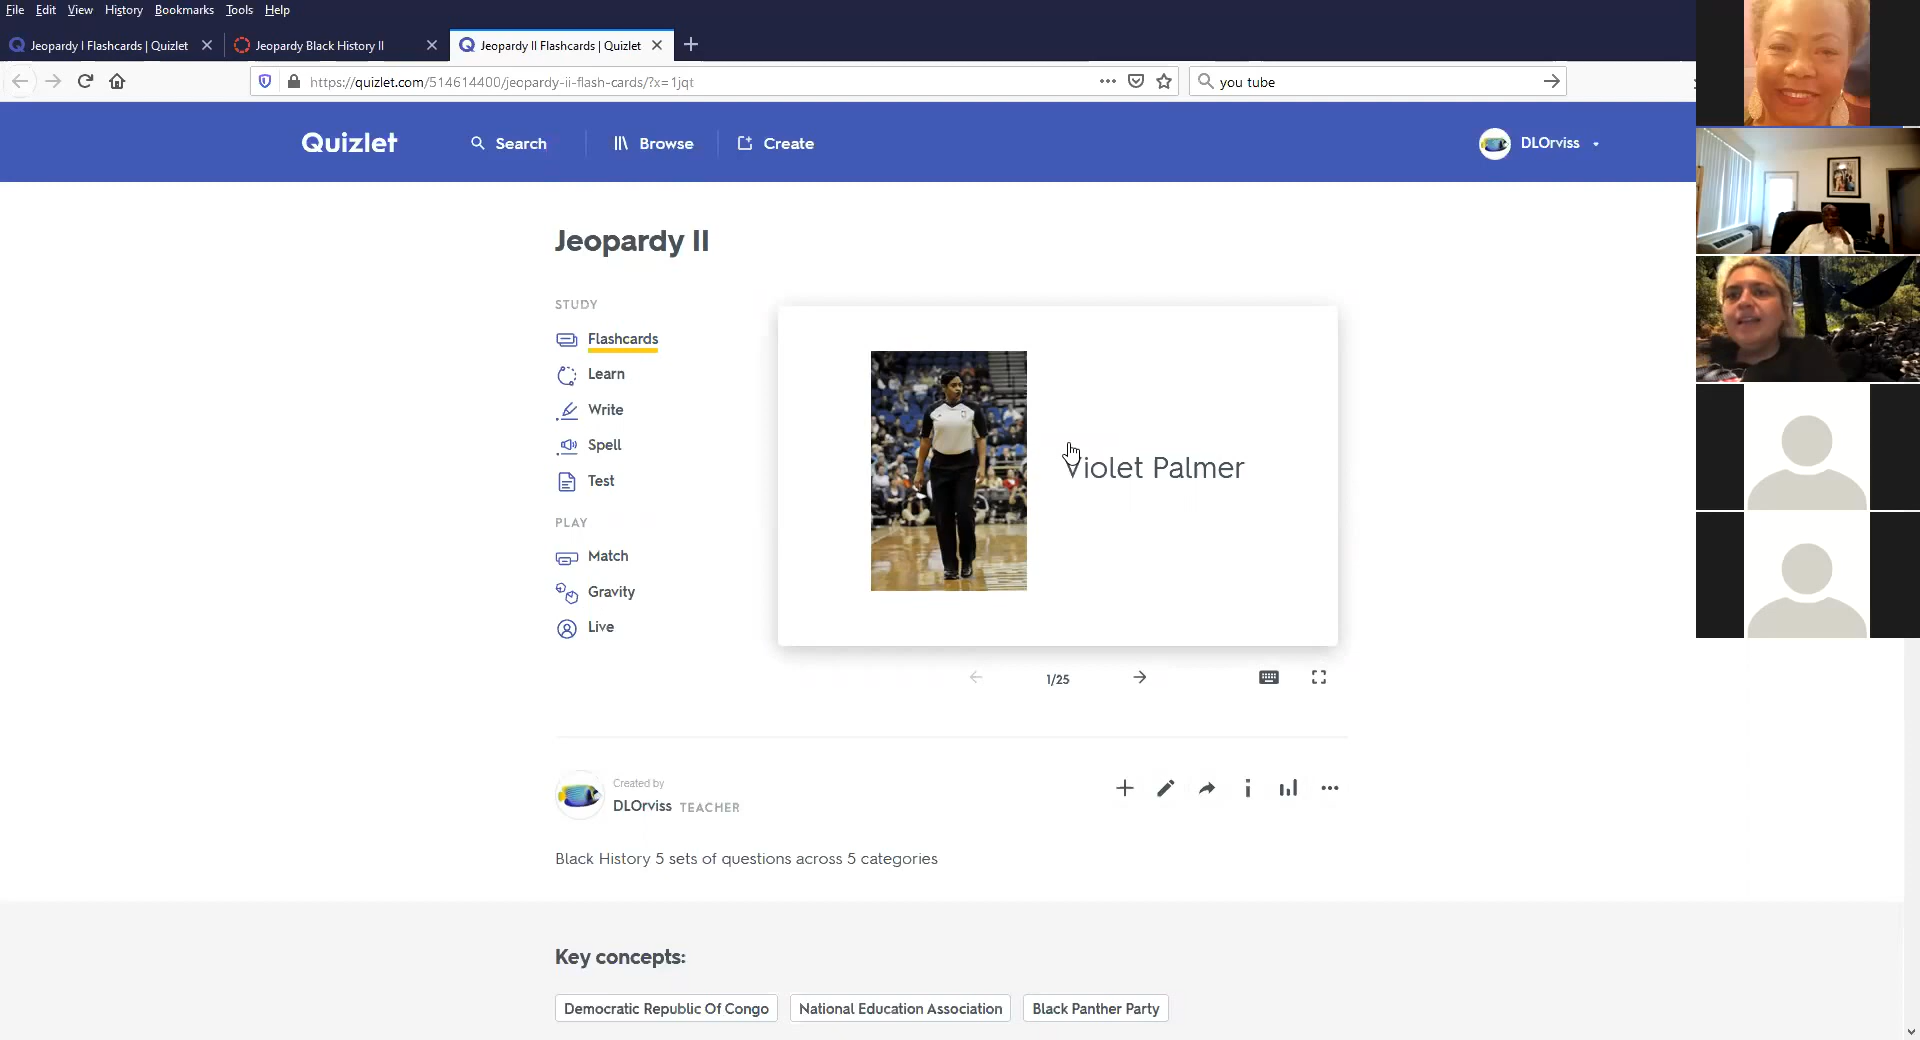 File Edit View History Bookmarks Tools Help
Jeopardy I Flashcards | Quizlet
Jeopardy Black History II
Jeopardy II Flashcards | Quizlet
https://quizlet.com/514614400/jeopardy-ii-flash-cards/?x=1jqt
you tube
Quizlet
Search
Browse
Create
DLOrviss
Jeopardy II
STUDY
Flashcards
Learn
Write
Spell
Test
PLAY
Match
Gravity
Live
Violet Palmer
1/25
Created by
DLOrviss TEACHER
Black History 5 sets of questions across 5 categories
Key concepts:
Democratic Republic Of Congo
National Education Association
Black Panther Party